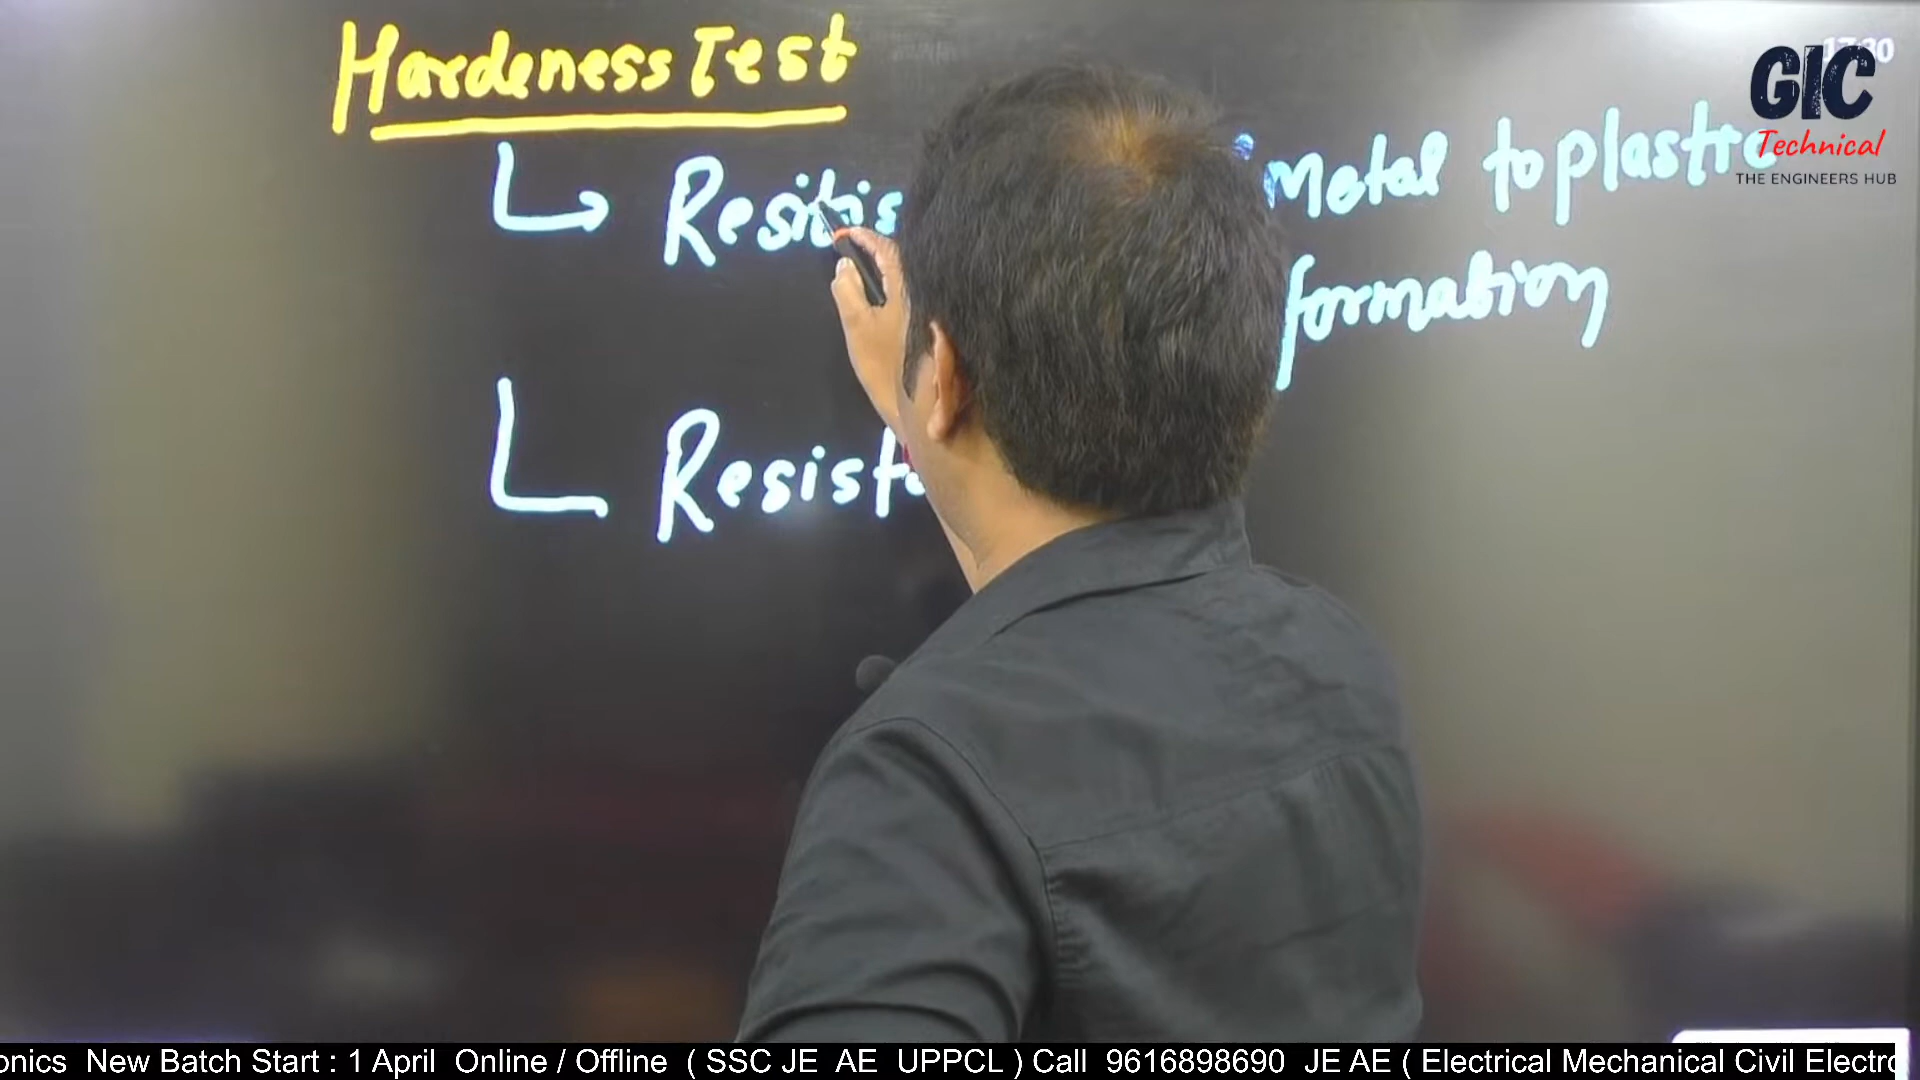 Hardeness Test
Resitis metal to plastic
formation
Resist
GIC
Technical
THE ENGINEERS HUB
onics New Batch Start : 1 April Online / Offline ( SSC JE AE UPPCL ) Call 9616898690 JE AE ( Electrical Mechanical Civil Electro